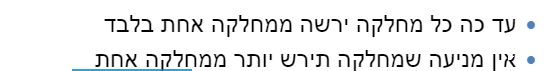 • עד כה כל מחלקה ירשה ממחלקה אחת בלבד
• אין מניעה שמחלקה תירש יותר ממחלקה אחת